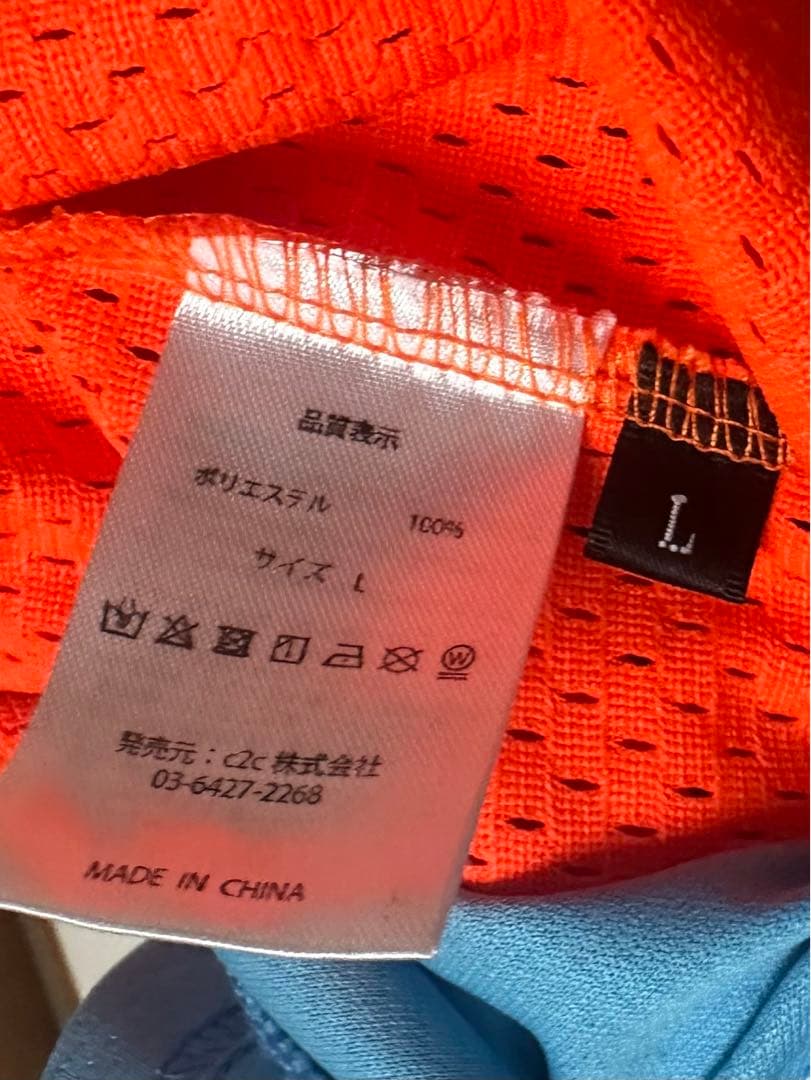 品質表示
ポリエステル 100%
サイズ L
W
発売元：c2c 株式会社
03-6427-2268
MADE IN CHINA
L